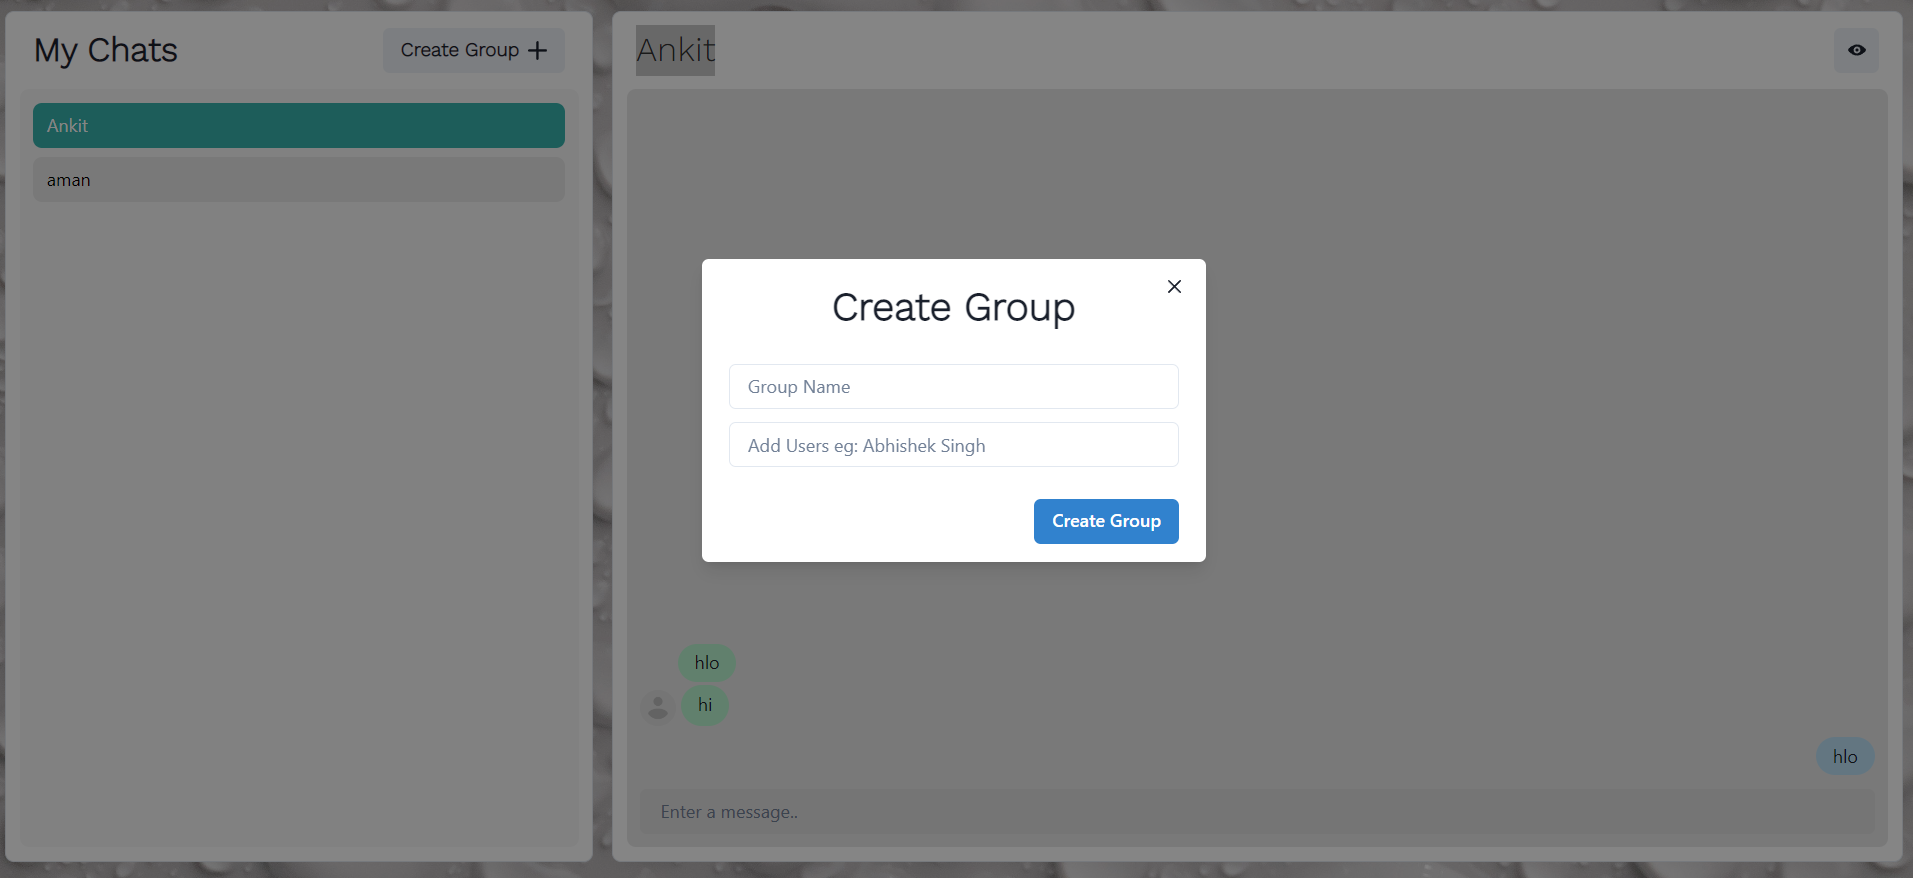 My Chats
Create Group
Ankit
aman
Ankit
Create Group
Group Name
Add Users eg: Abhishek Singh
Create Group
hlo
hi
hlo
Enter a message..